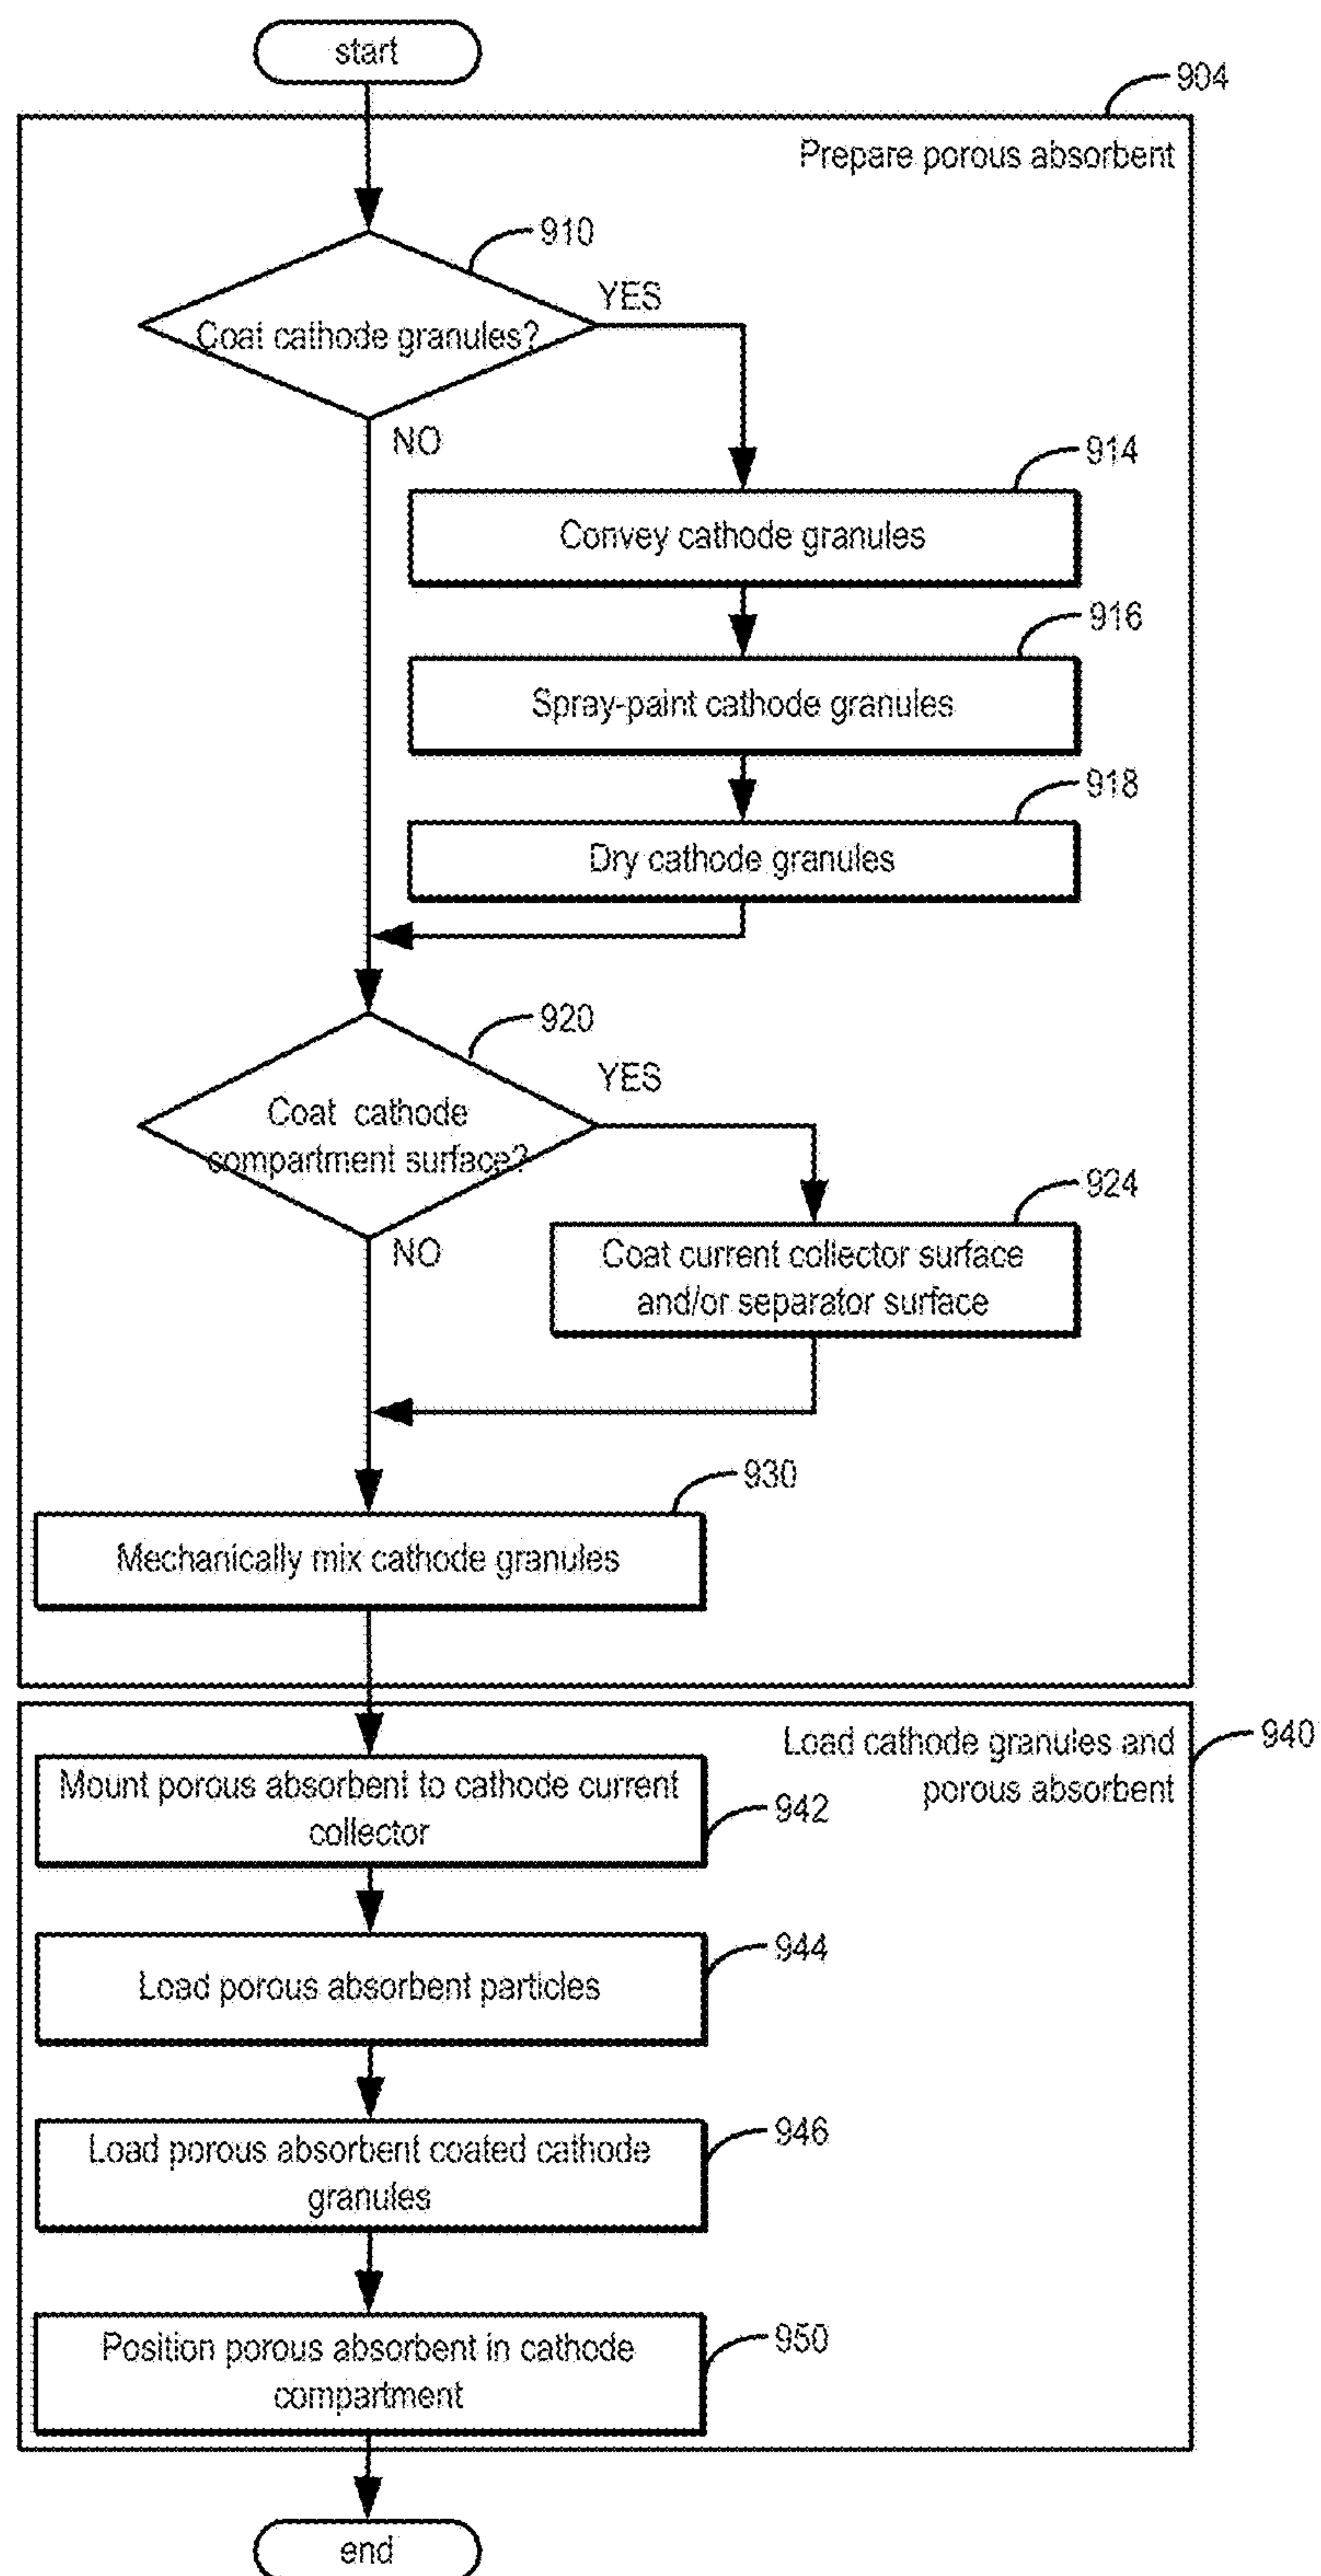 start
904
Prepare porous absorbent
910
YES
Coat cathode granules?
NO
914
Convey cathode granules
916
Spray-paint cathode granules
918
Dry cathode granules
920
YES
Coat cathode
compartment surface?
NO
924
Coat current collector surface
and/or separator surface
930
Mechanically mix cathode granules
940
Load cathode granules and
porous absorbent
Mount porous absorbent to cathode current
collector
942
944
Load porous absorbent particles
946
Load porous absorbent coated cathode
granules
950
Position porous absorbent in cathode
compartment
end